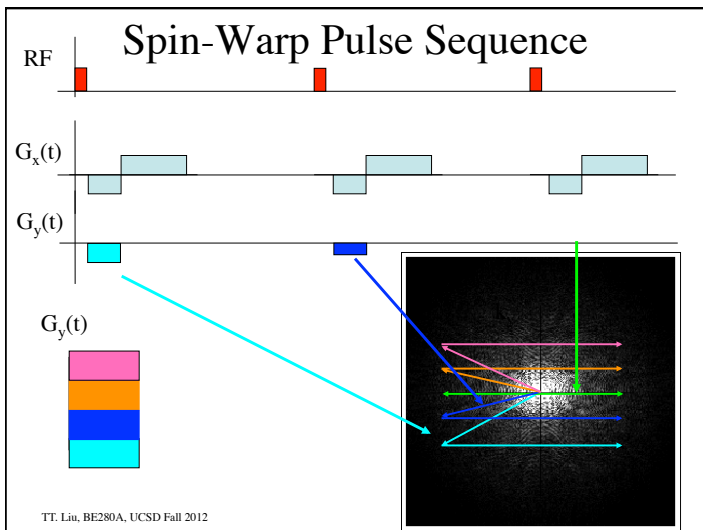 Spin-Warp Pulse Sequence
RF
Gx(t)
Gy(t)
Gy(t)
TT. Liu, BE280A, UCSD Fall 2012